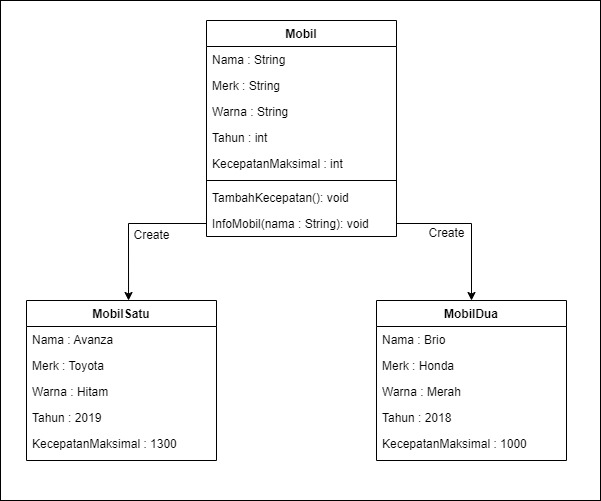 Mobil
Nama : String
Merk : String
Warna : String
Tahun : int
KecepatanMaksimal : int
TambahKecepatan(): void
InfoMobil(nama : String): void
Create
Create
MobilSatu
Nama : Avanza
Merk : Toyota
Warna : Hitam
Tahun : 2019
KecepatanMaksimal : 1300
MobilDua
Nama : Brio
Merk : Honda
Warna : Merah
Tahun : 2018
KecepatanMaksimal : 1000